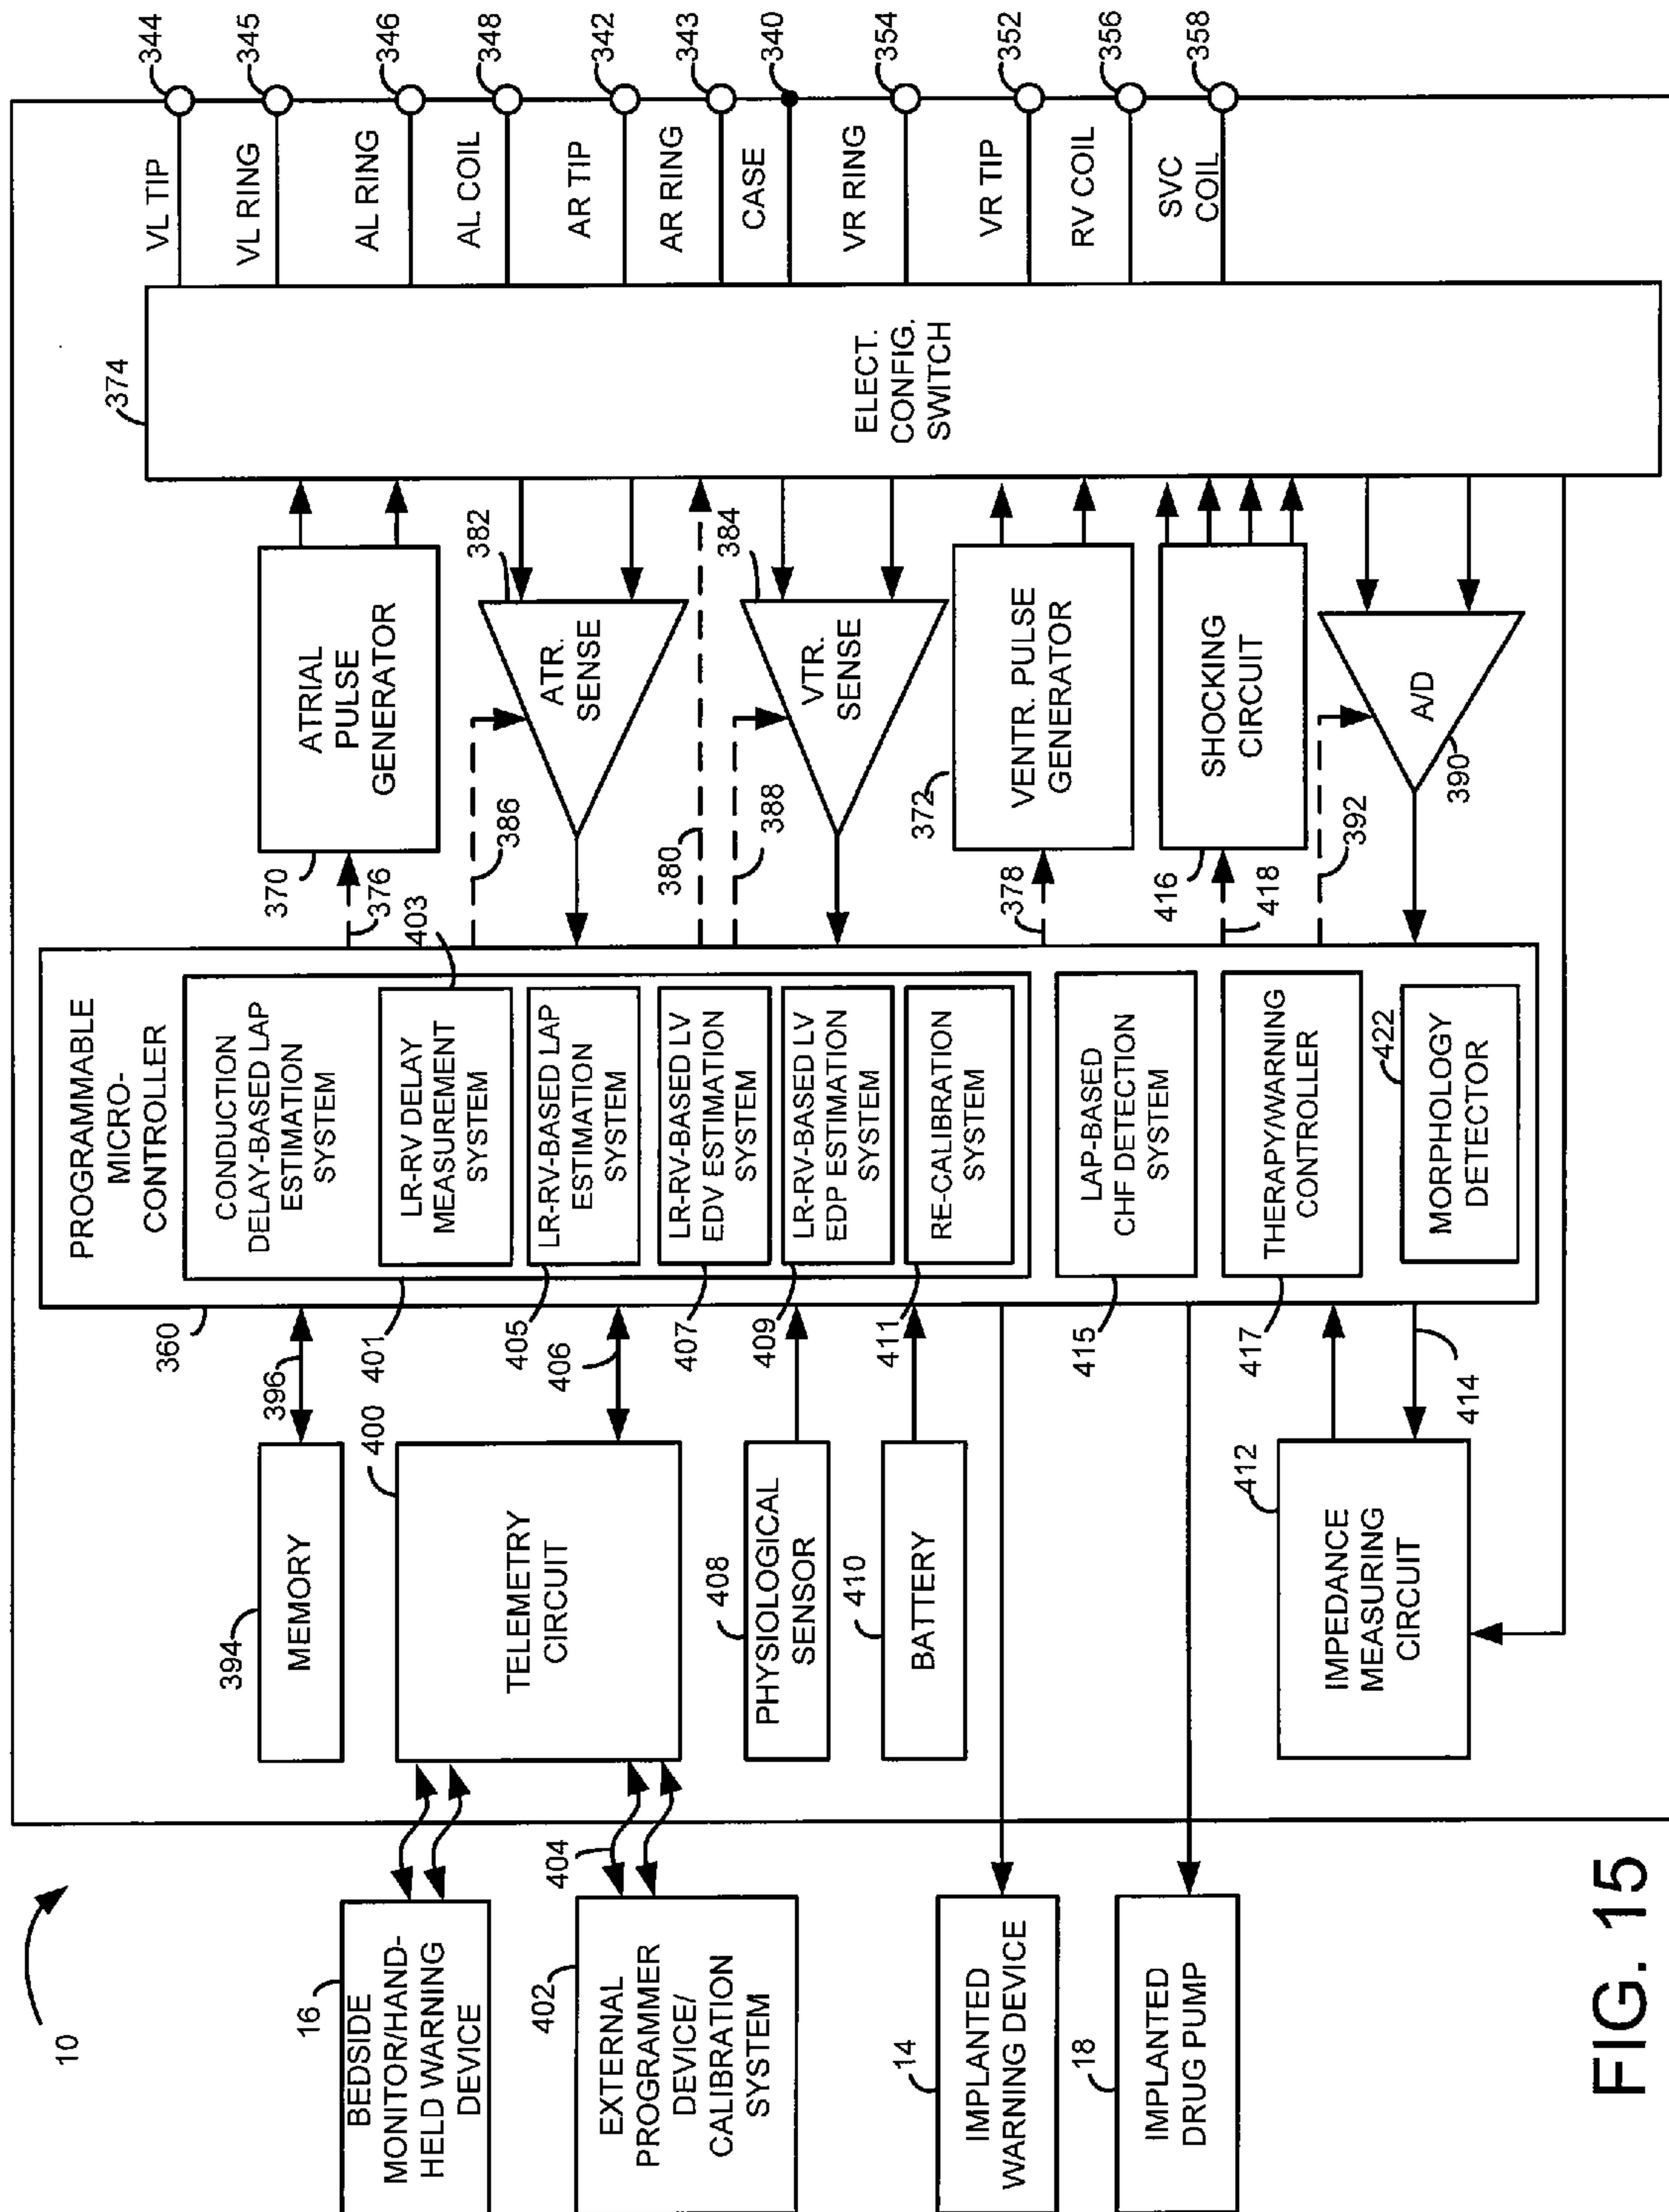 10
374
VL TIP
344
VL RING
345
AL RING
346
AL COIL
348
AR TIP
342
AR RING
343
CASE
340
VR RING
354
VR TIP
352
RV COIL
356
SVC
COIL
358
ELECT.
CONFIG.
SWITCH
ATRIAL
PULSE
GENERATOR
370
376
382
ATR.
SENSE
386
380
384
VTR.
SENSE
388
372
VENTR. PULSE
GENERATOR
378
SHOCKING
CIRCUIT
416
418
392
A/D
390
PROGRAMMABLE
MICRO-
CONTROLLER
360
CONDUCTION
DELAY-BASED LAP
ESTIMATION
SYSTEM
401
403
LR-RV DELAY
MEASUREMENT
SYSTEM
LR-RV-BASED LAP
ESTIMATION
SYSTEM
405
LR-RV-BASED LV
EDV ESTIMATION
SYSTEM
407
LR-RV-BASED LV
EDP ESTIMATION
SYSTEM
409
RE-CALIBRATION
SYSTEM
411
LAP-BASED
CHF DETECTION
SYSTEM
415
THERAPY/WARNING
CONTROLLER
417
422
MORPHOLOGY
DETECTOR
396
394
MEMORY
400
TELEMETRY
CIRCUIT
406
408
PHYSIOLOGICAL
SENSOR
410
BATTERY
412
IMPEDANCE
MEASURING
CIRCUIT
414
16
BEDSIDE
MONITOR/HAND-
HELD WARNING
DEVICE
404
402
EXTERNAL
PROGRAMMER
DEVICE/
CALIBRATION
SYSTEM
14
IMPLANTED
WARNING DEVICE
18
IMPLANTED
DRUG PUMP
FIG. 15